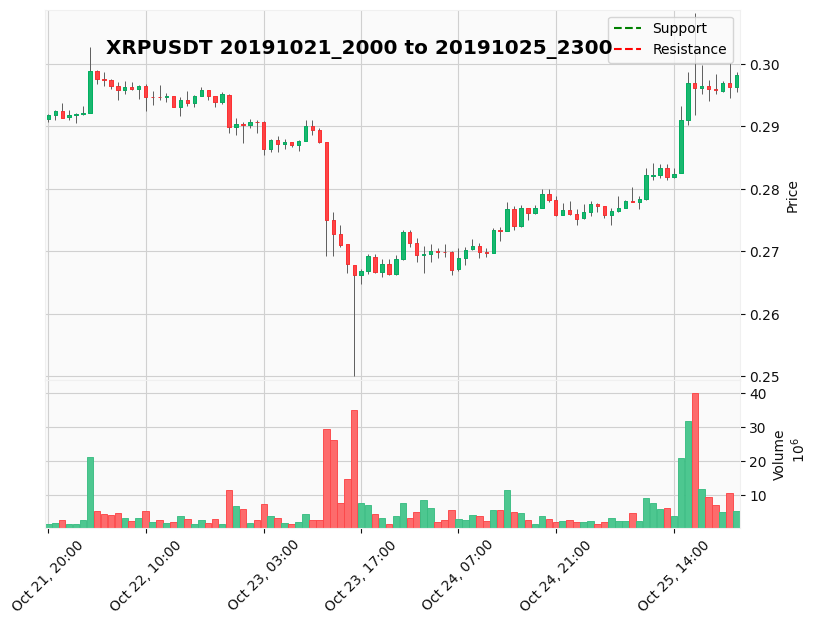 XRPUSDT 20191021_2000 to 20191025_2300
Support
Resistance
0.30
0.29
0.28
0.27
0.26
0.25
Price
40
30
20
10
Volume
10^6
Oct 21, 20:00
Oct 22, 10:00
Oct 23, 03:00
Oct 23, 17:00
Oct 24, 07:00
Oct 24, 21:00
Oct 25, 14:00